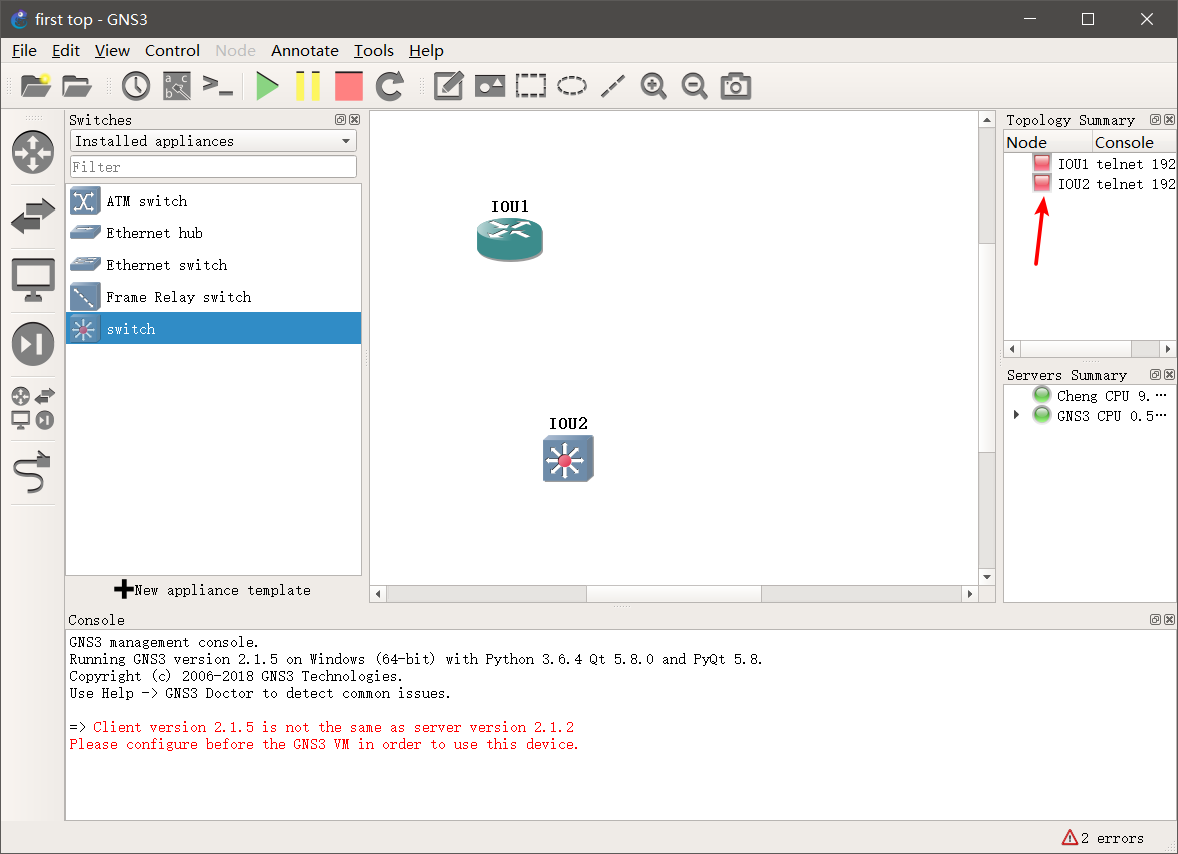 first top - GNS3
File Edit View Control Node Annotate Tools Help
Switches
Installed appliances
Filter
ATM switch
Ethernet hub
Ethernet switch
Frame Relay switch
switch
New appliance template
IOU1
IOU2
Topology Summary
Node Console
IOU1 telnet 192
IOU2 telnet 192
Servers Summary
Cheng CPU 9.…
GNS3 CPU 0.5…
Console
GNS3 management console.
Running GNS3 version 2.1.5 on Windows (64-bit) with Python 3.6.4 Qt 5.8.0 and PyQt 5.8.
Copyright (c) 2006-2018 GNS3 Technologies.
Use Help -> GNS3 Doctor to detect common issues.
=> Client version 2.1.5 is not the same as server version 2.1.2
Please configure before the GNS3 VM in order to use this device.
2 errors